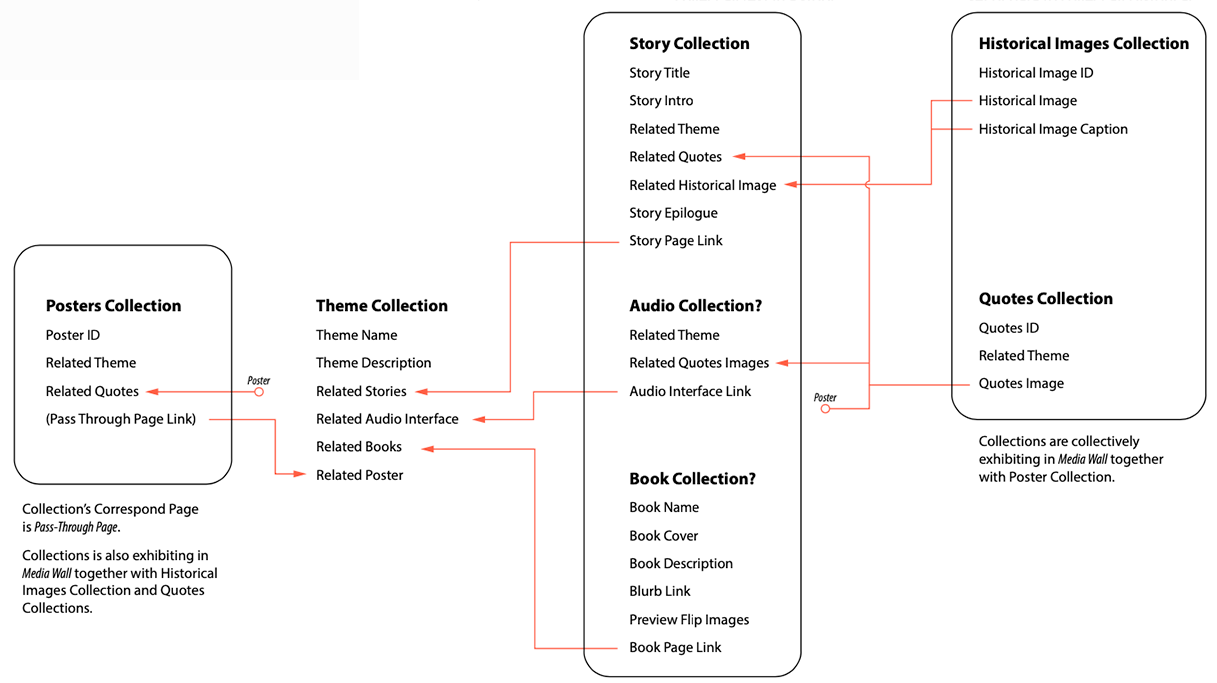 Story Collection
Story Title
Story Intro
Related Theme
Related Quotes
Related Historical Image
Story Epilogue
Story Page Link
Historical Images Collection
Historical Image ID
Historical Image
Historical Image Caption
Posters Collection
Poster ID
Related Theme
Related Quotes
(Pass Through Page Link)
Poster
Theme Collection
Theme Name
Theme Description
Related Stories
Related Audio Interface
Related Books
Related Poster
Audio Collection?
Related Theme
Related Quotes Images
Audio Interface Link
Poster
Quotes Collection
Quotes ID
Related Theme
Quotes Image
Collections are collectively
exhibiting in Media Wall together
with Poster Collection.
Book Collection?
Book Name
Book Cover
Book Description
Blurb Link
Preview Flip Images
Book Page Link
Collection's Correspond Page
is Pass-Through Page.
Collections is also exhibiting in
Media Wall together with Historical
Images Collection and Quotes
Collections.